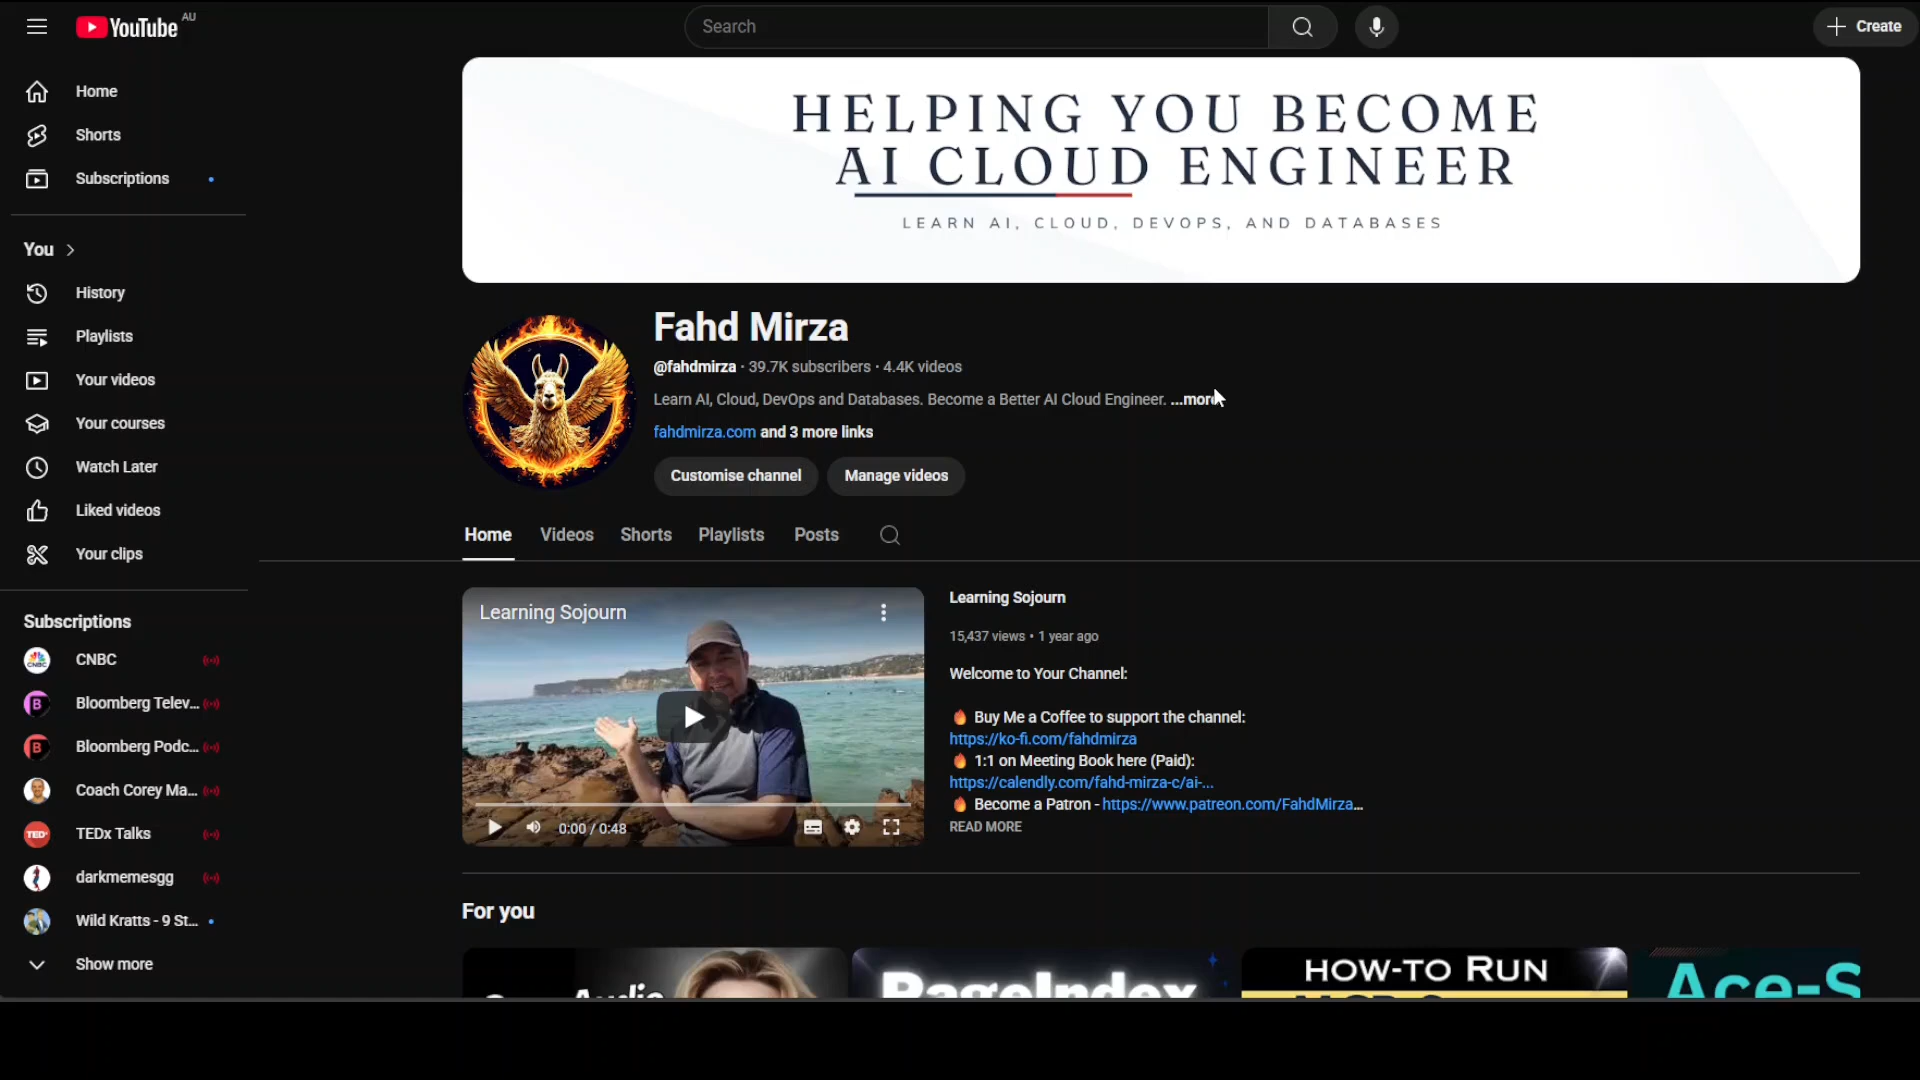 YouTube AU
Search
Create
Home
Shorts
Subscriptions
You
History
Playlists
Your videos
Your courses
Watch Later
Liked videos
Your clips
Subscriptions
CNBC
Bloomberg Telev...
Bloomberg Podc...
Coach Corey Ma...
TEDx Talks
darkmemesgg
Wild Kratts - 9 St...
Show more
HELPING YOU BECOME
AI CLOUD ENGINEER
LEARN AI, CLOUD, DEVOPS, AND DATABASES
Fahd Mirza
@fahdmirza · 39.7K subscribers · 4.4K videos
Learn AI, Cloud, DevOps and Databases. Become a Better AI Cloud Engineer. ...more
fahdmirza.com and 3 more links
Customise channel Manage videos
Home Videos Shorts Playlists Posts
Learning Sojourn
0:00 / 0:48
Learning Sojourn
15,437 views • 1 year ago
Welcome to Your Channel:
🔥 Buy Me a Coffee to support the channel:
https://ko-fi.com/fahdmirza
🔥 1:1 on Meeting Book here (Paid):
https://calendly.com/fahd-mirza-c/ai-...
🔥 Become a Patron - https://www.patreon.com/FahdMirza...
READ MORE
For you
Audio
PageIndex
HOW-TO RUN
Ace-S